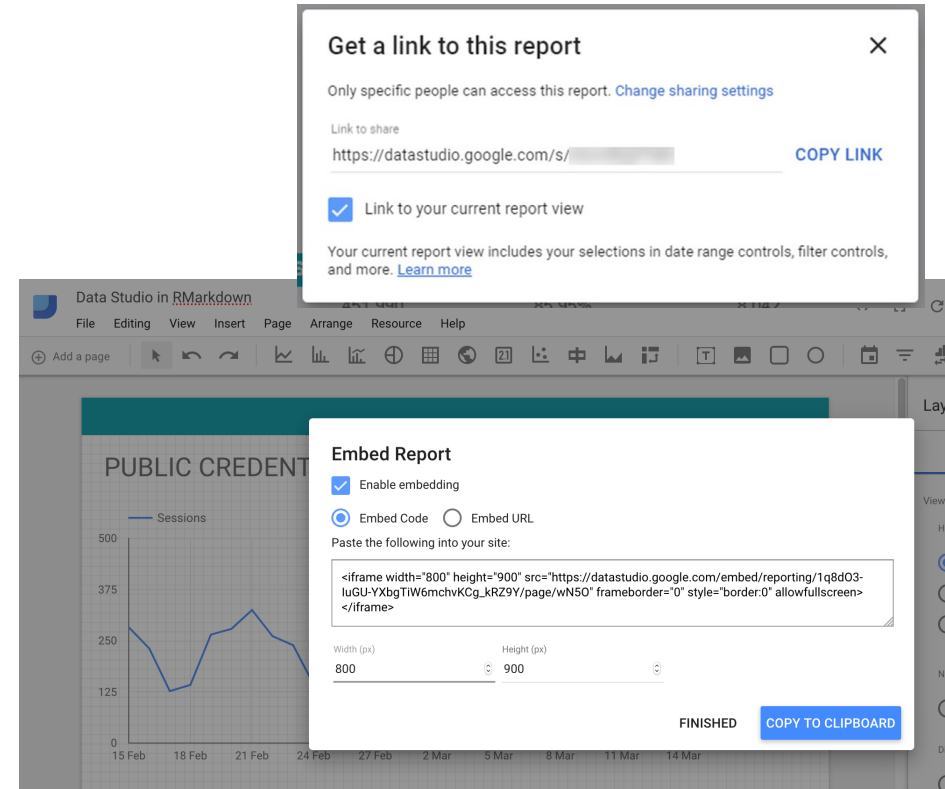 Get a link to this report
Only specific people can access this report. Change sharing settings
Link to share
https://datastudio.google.com/s/
COPY LINK
Link to your current report view
Your current report view includes your selections in date range controls, filter controls,
and more. Learn more
Data Studio in RMarkdown
File Editing View Insert Page Arrange Resource Help
Add a page
Lay
PUBLIC CREDENT
Sessions
500
375
250
125
0
15 Feb 18 Feb 21 Feb 24 Feb 27 Feb 2 Mar 5 Mar 8 Mar 11 Mar 14 Mar
Embed Report
Enable embedding
Embed Code Embed URL
Paste the following into your site:
<iframe width="800" height="900" src="https://datastudio.google.com/embed/reporting/1q8dO3-
IuGU-YXbgTiW6mchvKCg_kRZ9Y/page/wN5O" frameborder="0" style="border:0" allowfullscreen>
</iframe>
Width (px) Height (px)
800 900
FINISHED COPY TO CLIPBOARD
View